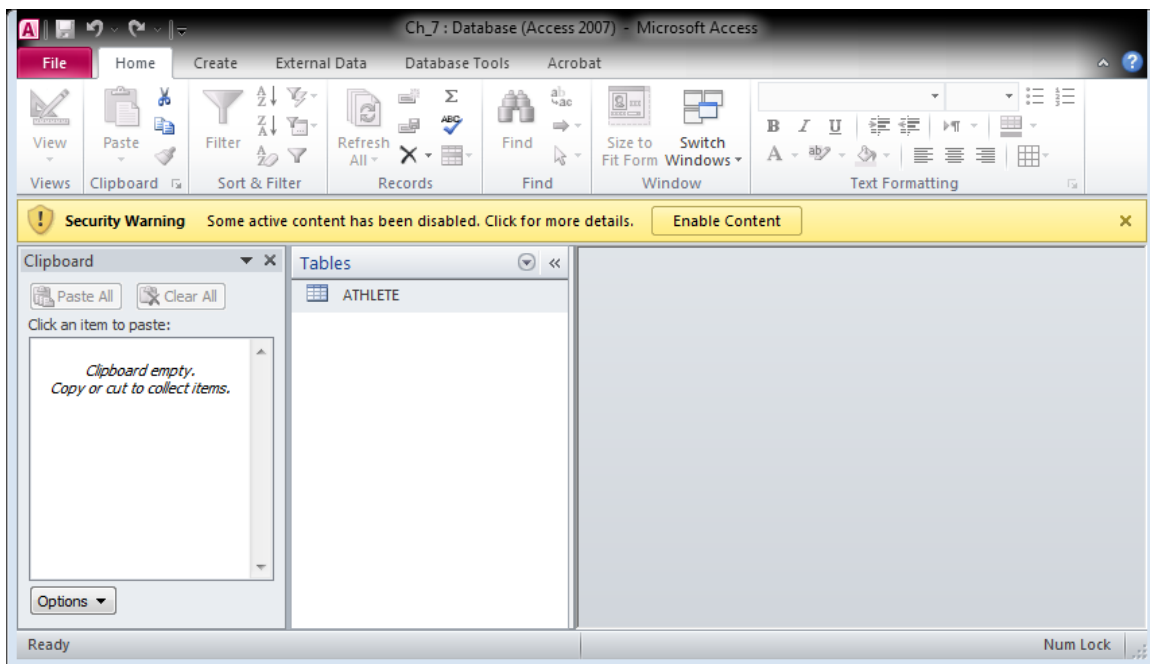 Ch_7 : Database (Access 2007) - Microsoft Access
File Home Create External Data Database Tools Acrobat
View Paste Filter Refresh All Find Size to Fit Form Switch Windows
Views Clipboard Sort & Filter Records Find Window Text Formatting
Security Warning Some active content has been disabled. Click for more details. Enable Content
Clipboard Tables
Paste All Clear All ATHLETE
Click an item to paste:
Clipboard empty.
Copy or cut to collect items.
Options
Ready Num Lock